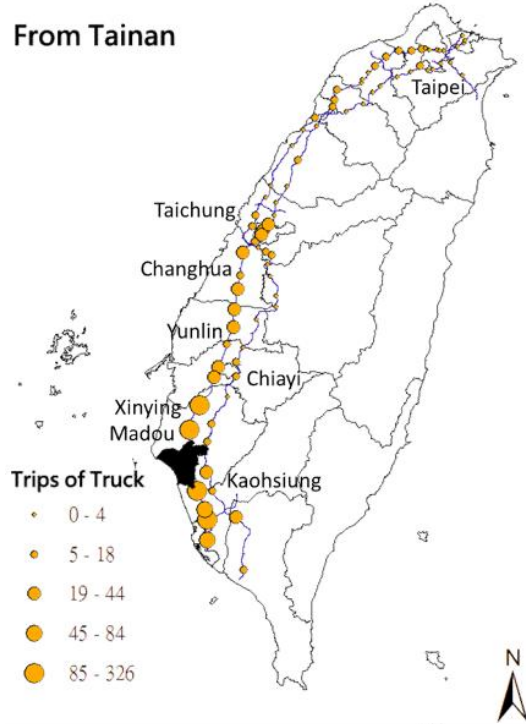 From Tainan
Taipei
Taichung
Changhua
Yunlin
Chiayi
Xinying
Madou
Kaohsiung
Trips of Truck
0 - 4
5 - 18
19 - 44
45 - 84
85 - 326
N